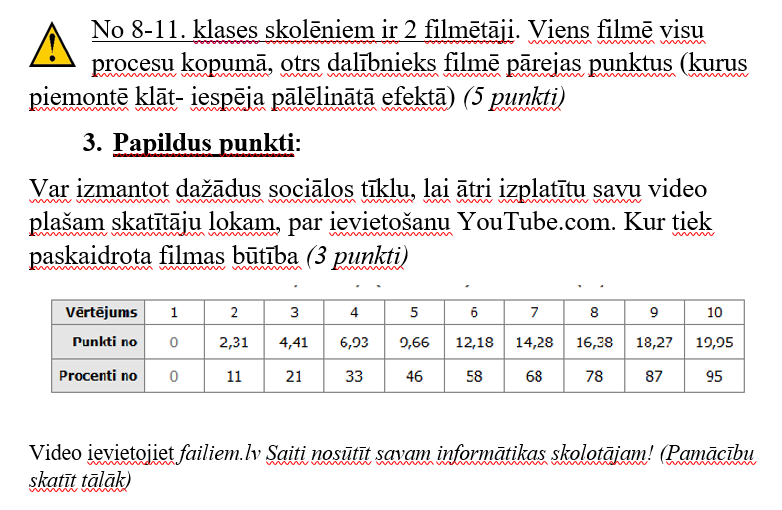 No 8-11. klases skolēniem ir 2 filmētāji. Viens filmē visu
procesu kopumā, otrs dalībnieks filmē pārejas punktus (kurus
piemontē klāt- iespēja pālēlinātā efektā) (5 punkti)
3. Papildus punkti:
Var izmantot dažādus sociālos tīklu, lai ātri izplatītu savu video
plašam skatītāju lokam, par ievietošanu YouTube.com. Kur tiek
paskaidrota filmas būtība (3 punkti)
Vērtējums 1 2 3 4 5 6 7 8 9 10
Punkti no 0 2,31 4,41 6,93 9,66 12,18 14,28 16,38 18,27 19,95
Procenti no 0 11 21 33 46 58 68 78 87 95
Video ievietojiet failiem.lv Saiti nosūtīt savam informātikas skolotājam! (Pamācību
skatīt tālāk)